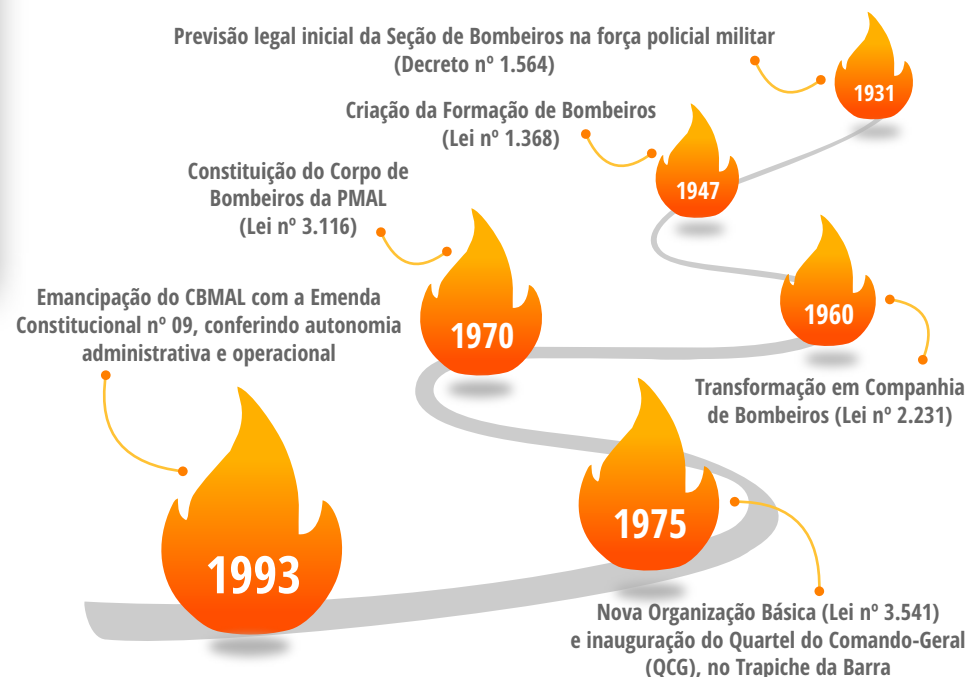 Previsão legal inicial da Seção de Bombeiros na força policial militar
(Decreto nº 1.564)
1931
Criação da Formação de Bombeiros
(Lei nº 1.368)
1947
Transformação em Companhia
de Bombeiros (Lei nº 2.231)
1960
Constituição do Corpo de
Bombeiros da PMAL
(Lei nº 3.116)
1970
Nova Organização Básica (Lei nº 3.541)
e inauguração do Quartel do Comando-Geral
(QCG), no Trapiche da Barra
1975
Emancipação do CBMAL com a Emenda
Constitucional nº 09, conferindo autonomia
administrativa e operacional
1993